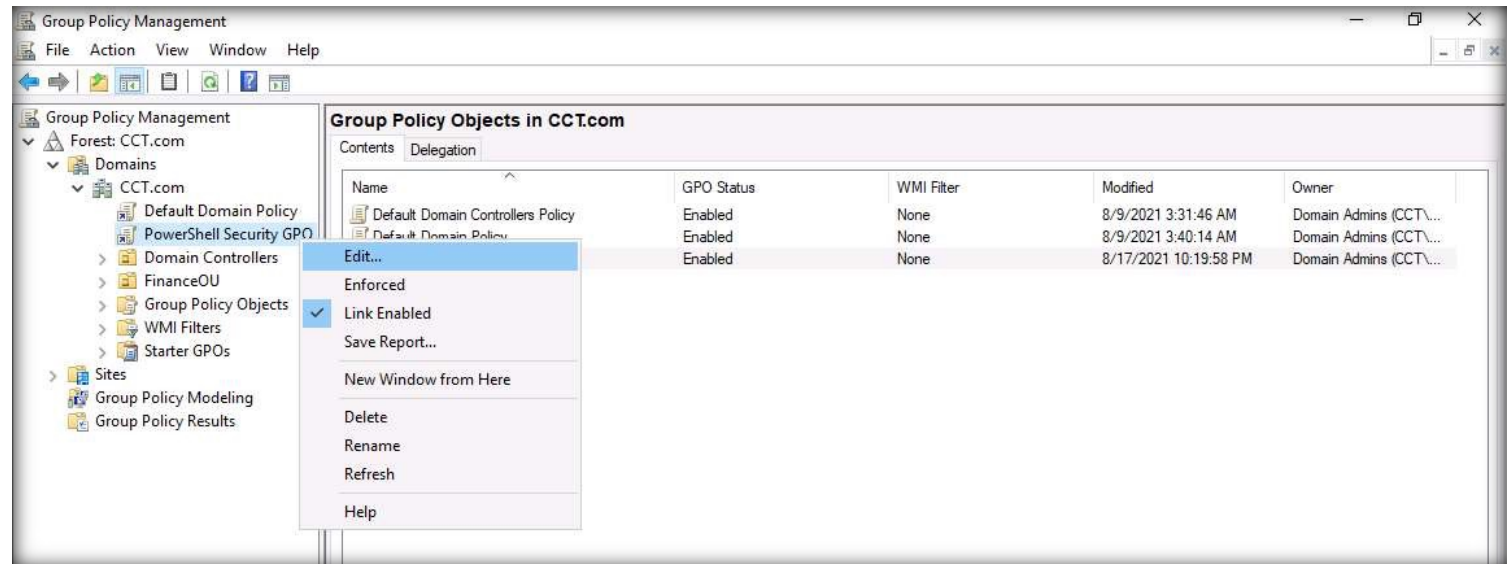 Group Policy Management
File Action View Window Help
Group Policy Management
Forest: CCT.com
Domains
CCT.com
Default Domain Policy
PowerShell Security GPO
Domain Controllers
FinanceOU
Group Policy Objects
WMI Filters
Starter GPOs
Sites
Group Policy Modeling
Group Policy Results
Group Policy Objects in CCT.com
Contents Delegation
Name GPO Status WMI Filter Modified Owner
Default Domain Controllers Policy Enabled None 8/9/2021 3:31:46 AM Domain Admins (CCT\...
Default Domain Policy Enabled None 8/9/2021 3:40:14 AM Domain Admins (CCT\...
Enabled None 8/17/2021 10:19:58 PM Domain Admins (CCT\...
Edit...
Enforced
Link Enabled
Save Report...
New Window from Here
Delete
Rename
Refresh
Help